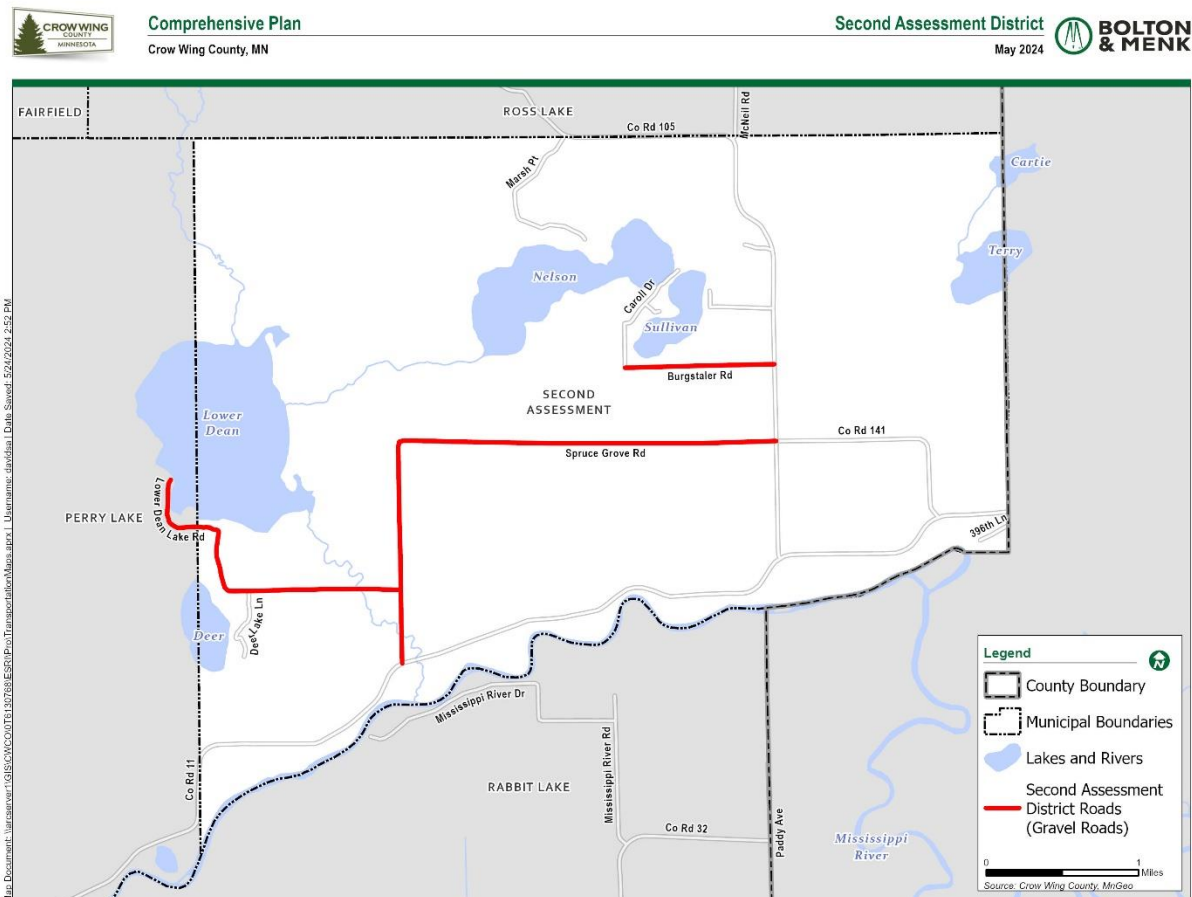 CROW WING
COUNTY
MINNESOTA
Comprehensive Plan
Crow Wing County, MN
Second Assessment District
May 2024
BOLTON
& MENK
FAIRFIELD
ROSS LAKE
Co Rd 105
McNeil Rd
Marsh Pt
Cartie
Terry
Nelson
Caroll Dr
Sullivan
Burgstaler Rd
SECOND
ASSESSMENT
Lower
Dean
Co Rd 141
Spruce Grove Rd
PERRY LAKE
Lower Dean Lake Rd
396th Ln
Deer
Deer Lake Ln
Mississippi River Dr
Co Rd 11
Mississippi River Rd
RABBIT LAKE
Co Rd 32
Paddy Ave
Mississippi
River
Legend
N
County Boundary
Municipal Boundaries
Lakes and Rivers
Second Assessment
District Roads
(Gravel Roads)
0 1
Miles
Source: Crow Wing County, MnGeo